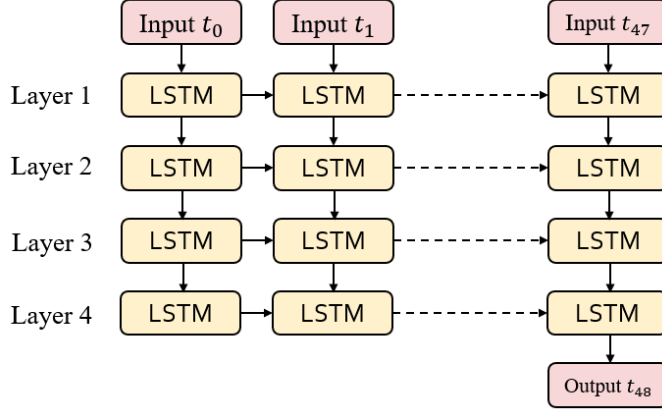 Input t₀ Input t₁ Input t₄₇
Layer 1 LSTM LSTM LSTM
Layer 2 LSTM LSTM LSTM
Layer 3 LSTM LSTM LSTM
Layer 4 LSTM LSTM LSTM
Output t₄₈